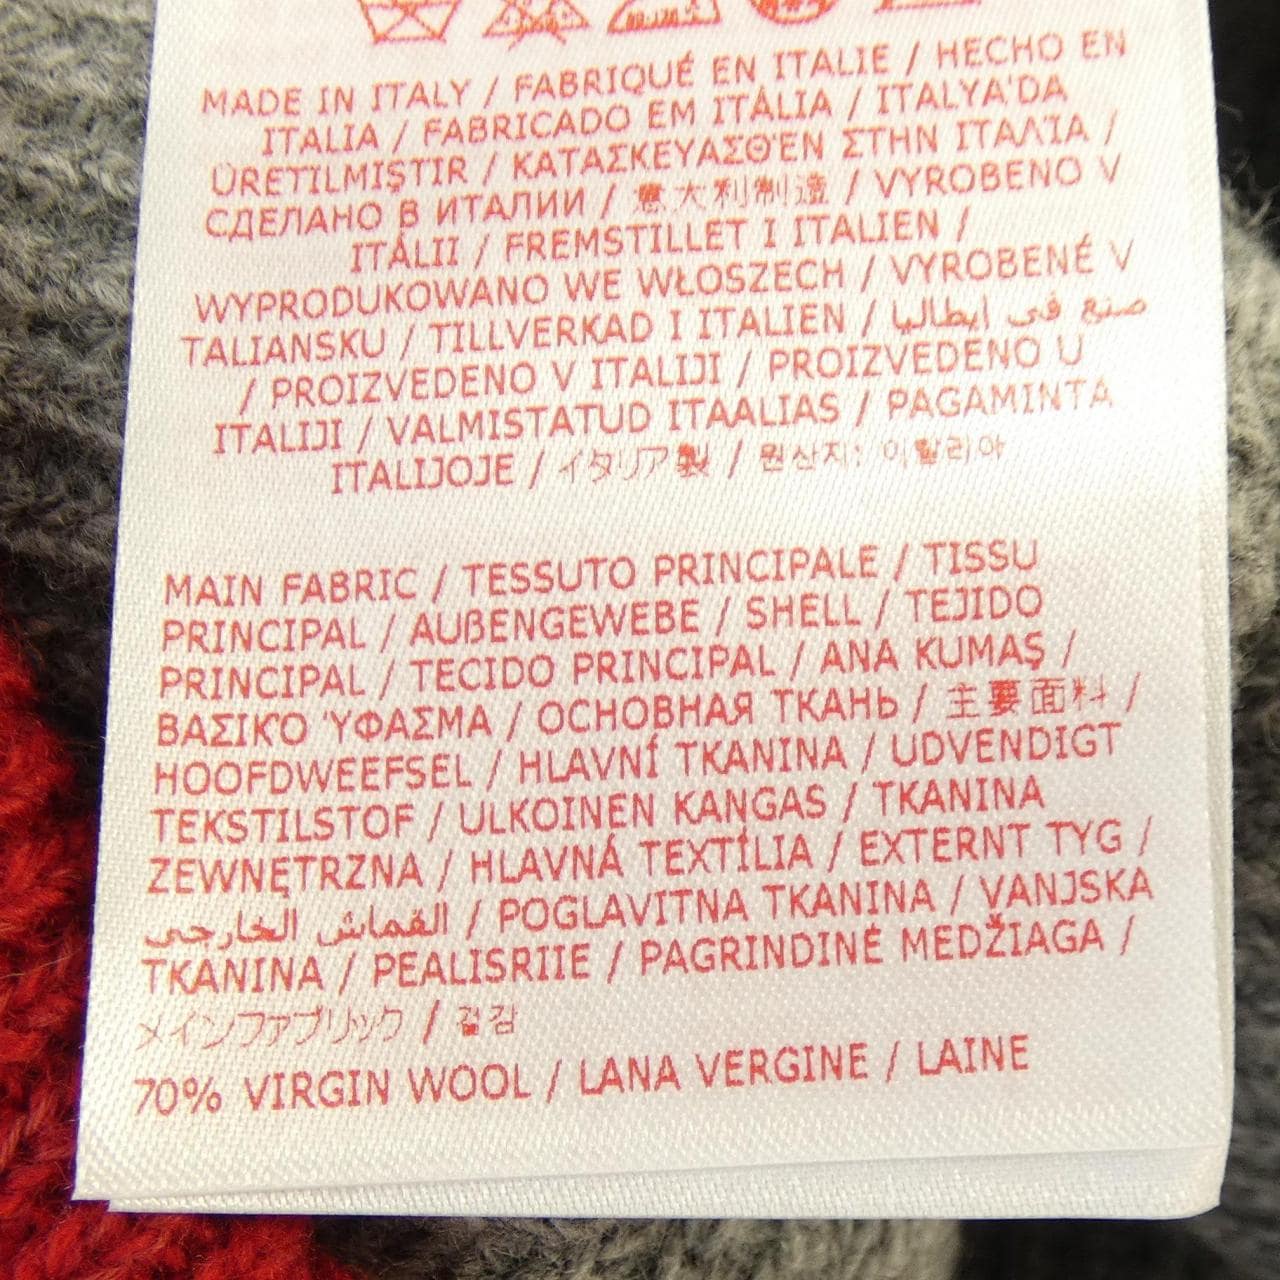 MADE IN ITALY / FABRIQUÉ EN ITALIE / HECHO EN
ITALIA / FABRICADO EM ITÁLIA / ITALYA'DA
ÜRETILMIŞTIR / ΚΑΤΑΣΚΕΥΑΣΘ'ΕΝ ΣΤΗΝ ΙΤΑΛΊΑ /
СДЕЛАНО В ИТАЛИИ / 意大利制造 / VYROBENO V
ITÁLII / FREMSTILLET I ITALIEN /
WYPRODUKOWANO WE WŁOSZECH / VYROBENÉ V
TALIANSKU / TILLVERKAD I ITALIEN / صنع في ايطاليا
/ PROIZVEDENO V ITALIJI / PROIZVEDENO U
ITALIJI / VALMISTATUD ITAALIAS / PAGAMINTA
ITALIJOJE / イタリア製 / 원산지: 이탈리아
MAIN FABRIC / TESSUTO PRINCIPALE / TISSU
PRINCIPAL / AUßENGEWEBE / SHELL / TEJIDO
PRINCIPAL / TECIDO PRINCIPAL / ANA KUMAŞ /
ΒΑΣΙΚ'Ο 'ΥΦΑΣΜΑ / ОСНОВНАЯ ТКАНЬ / 主要面料 /
HOOFDWEEFSEL / HLAVNÍ TKANINA / UDVENDIGT
TEKSTILSTOF / ULKOINEN KANGAS / TKANINA
ZEWNĘTRZNA / HLAVNÁ TEXTÍLIA / EXTERNT TYG /
القماش الخارجي / POGLAVITNA TKANINA / VANJSKA
TKANINA / PEALISRIIE / PAGRINDINĖ MEDŽIAGA /
メインファブリック / 겉감
70% VIRGIN WOOL / LANA VERGINE / LAINE